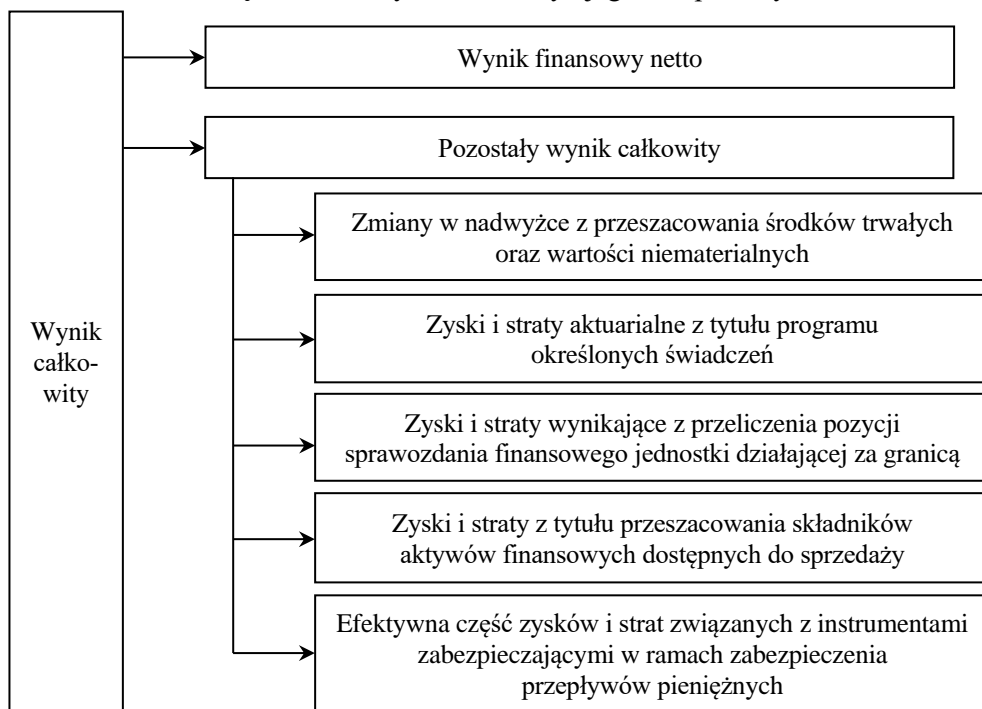 Wynik finansowy netto
Pozostały wynik całkowity
Zmiany w nadwyżce z przeszacowania środków trwałych
oraz wartości niematerialnych
Zyski i straty aktuarialne z tytułu programu
określonych świadczeń
Wynik
całko-
wity
Zyski i straty wynikające z przeliczenia pozycji
sprawozdania finansowego jednostki działającej za granicą
Zyski i straty z tytułu przeszacowania składników
aktywów finansowych dostępnych do sprzedaży
Efektywna część zysków i strat związanych z instrumentami
zabezpieczającymi w ramach zabezpieczenia
przepływów pieniężnych